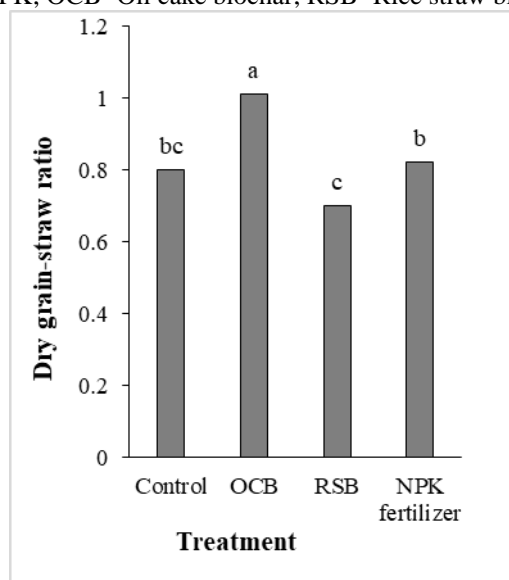 PK, OCB- Oil cake biochar, RSB- Rice straw b
1.2
1
0.8
0.6
0.4
0.2
0
Dry grain-straw ratio
bc
a
c
b
Control OCB RSB NPK
fertilizer
Treatment